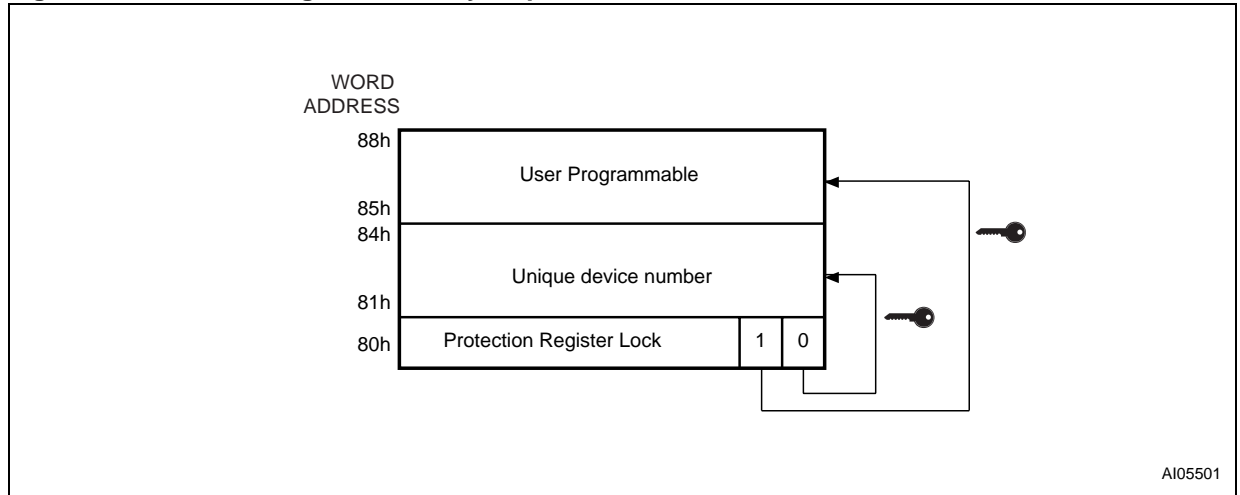 WORD
ADDRESS
88h
User Programmable
85h
84h
Unique device number
81h
80h
Protection Register Lock 1 0
AI05501